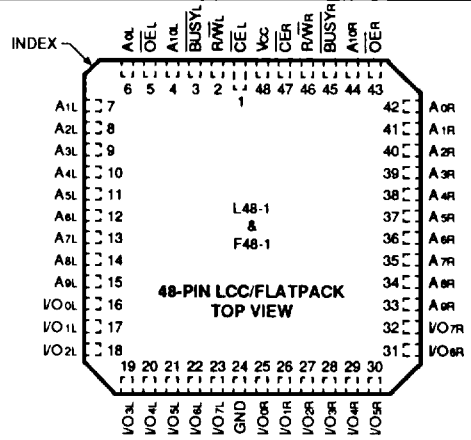 INDEX
A0L
OEL
A10L
BUSYL
R/WL
CEL
VCC
CER
R/WR
BUSYR
A10R
OER
6 5 4 3 2 1 48 47 46 45 44 43
A1L 7
A2L 8
A3L 9
A4L 10
A5L 11
A6L 12
A7L 13
A8L 14
A9L 15
I/O0L 16
I/O1L 17
I/O2L 18
L48-1
&
F48-1
48-PIN LCC/FLATPACK
TOP VIEW
42 A0R
41 A1R
40 A2R
39 A3R
38 A4R
37 A5R
36 A6R
35 A7R
34 A8R
33 A9R
32 I/O7R
31 I/O6R
19 20 21 22 23 24 25 26 27 28 29 30
I/O3L
I/O4L
I/O5L
I/O6L
I/O7L
GND
I/O0R
I/O1R
I/O2R
I/O3R
I/O4R
I/O5R